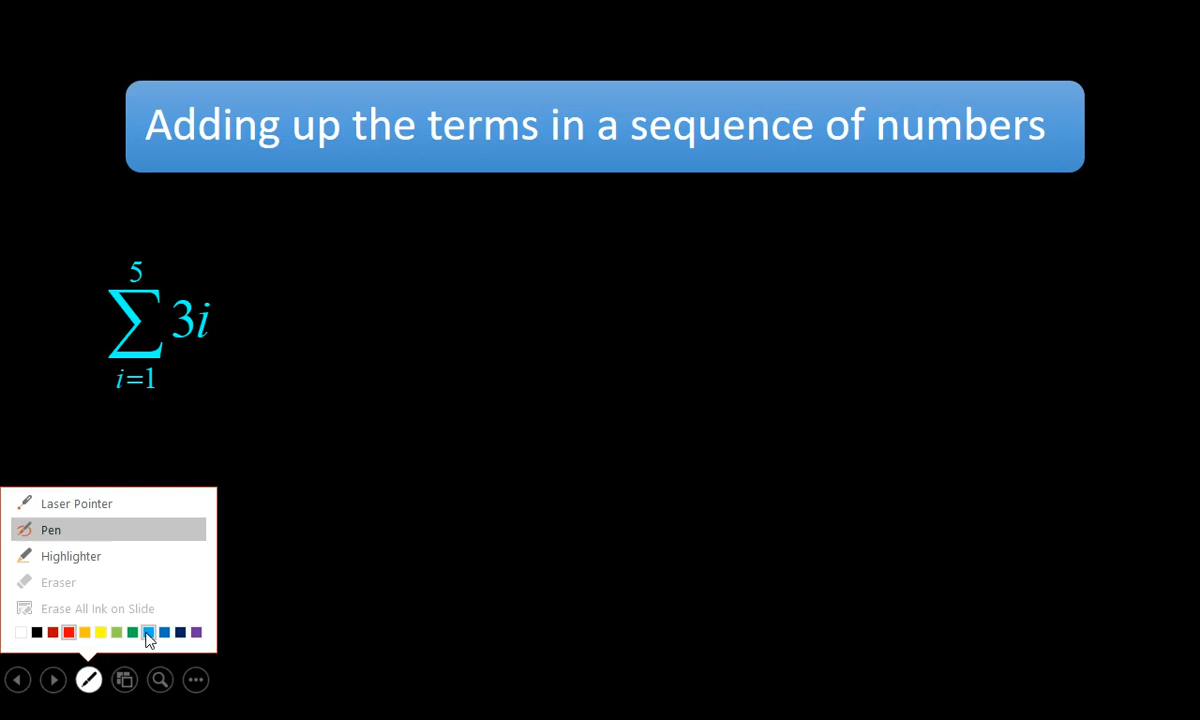 Adding up the terms in a sequence of numbers
5
∑ 3i
i=1
Laser Pointer
Pen
Highlighter
Eraser
Erase All Ink on Slide